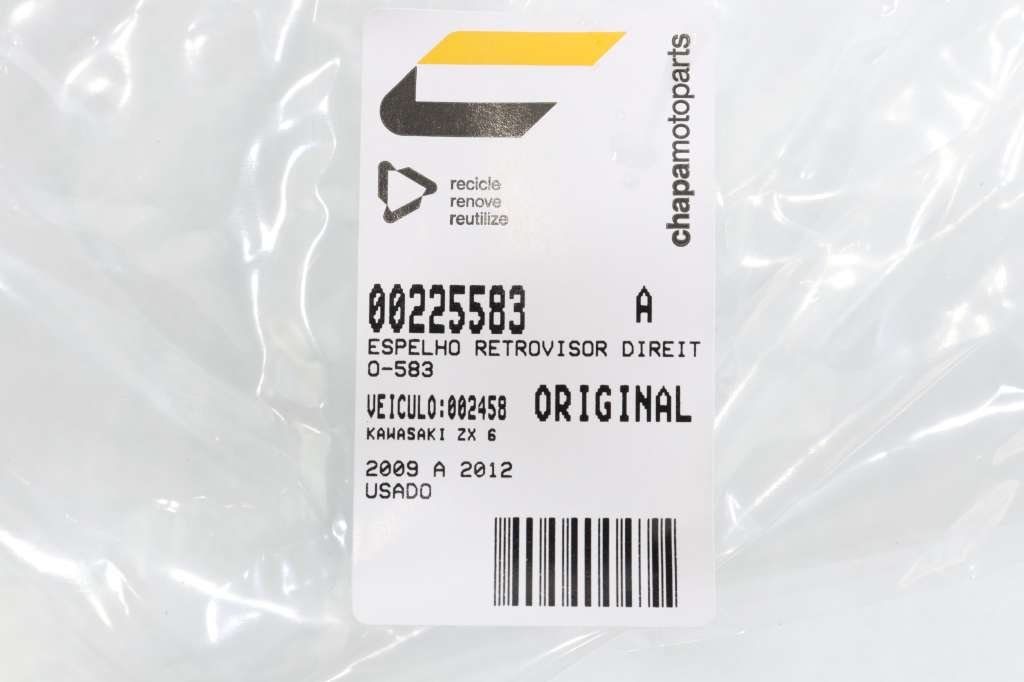 chapamotoparts
recicle
renove
reutilize
00225583 A
ESPELHO RETROVISOR DIREIT
O-583
VEICULO:002458 ORIGINAL
KAWASAKI ZX 6
2009 A 2012
USADO